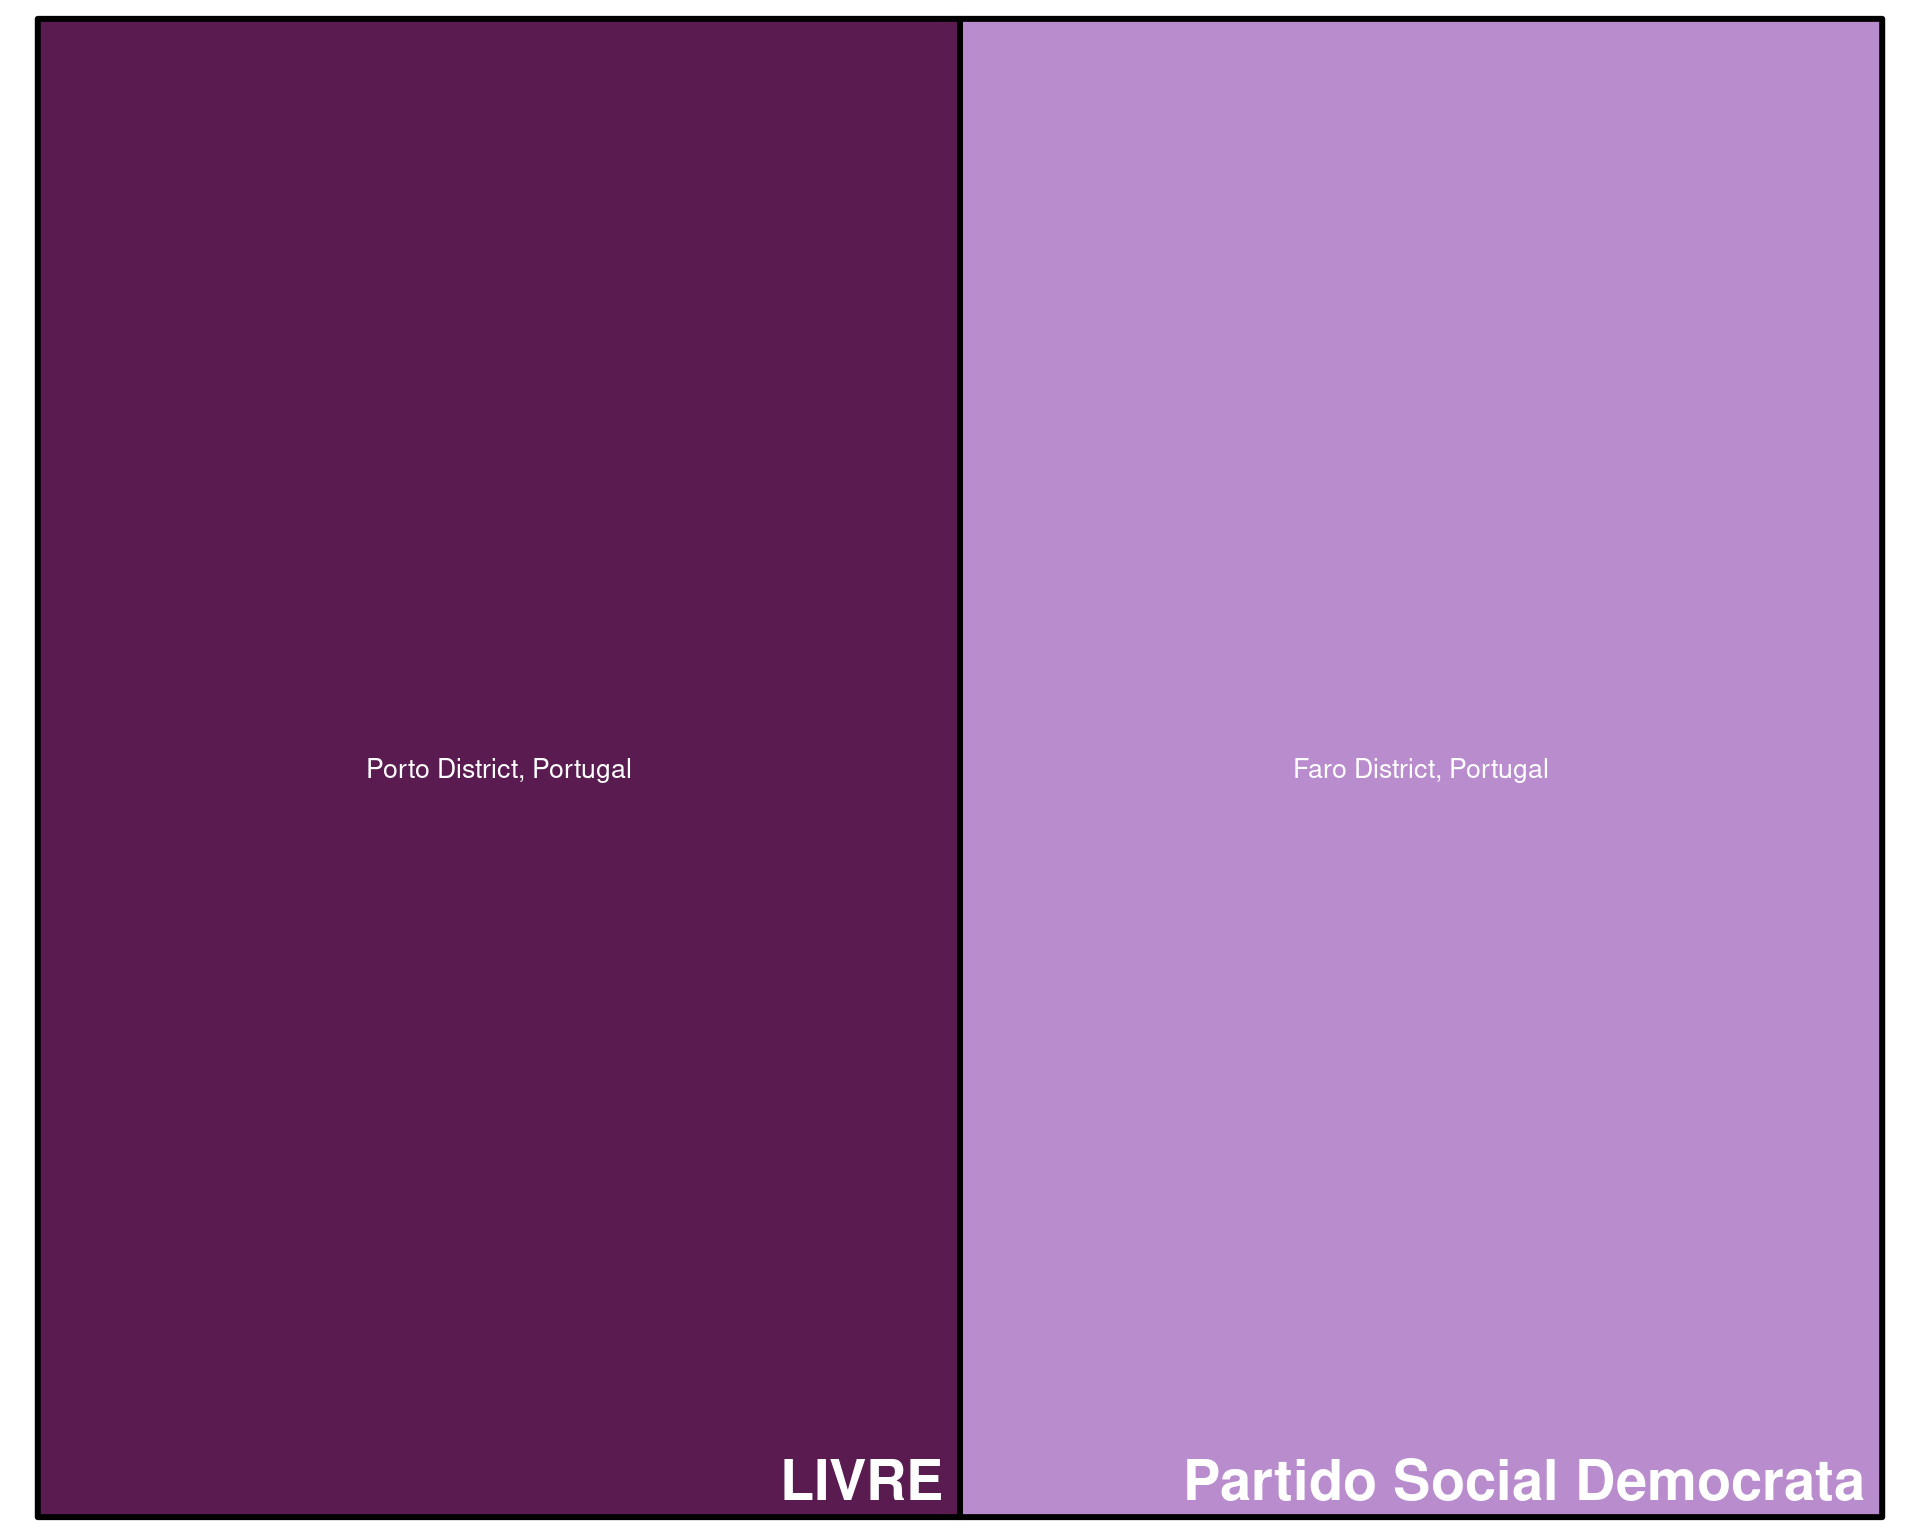 Porto District, Portugal
LIVRE
Faro District, Portugal
Partido Social Democrata